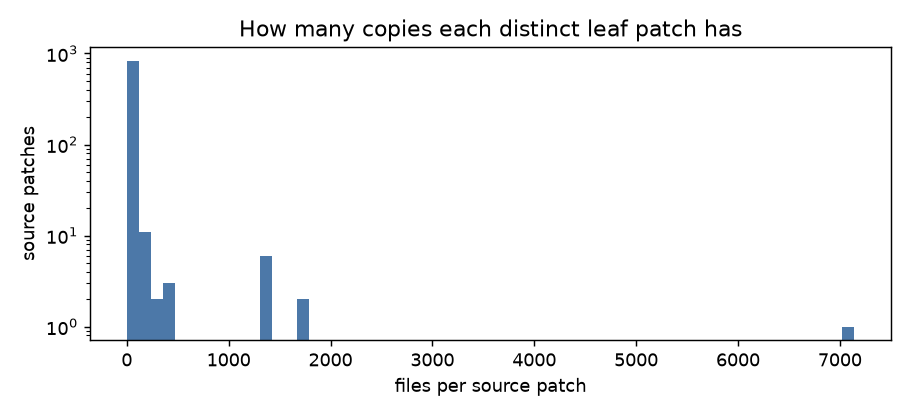 How many copies each distinct leaf patch has
10³
10²
10¹
10⁰
source patches
0 1000 2000 3000 4000 5000 6000 7000
files per source patch